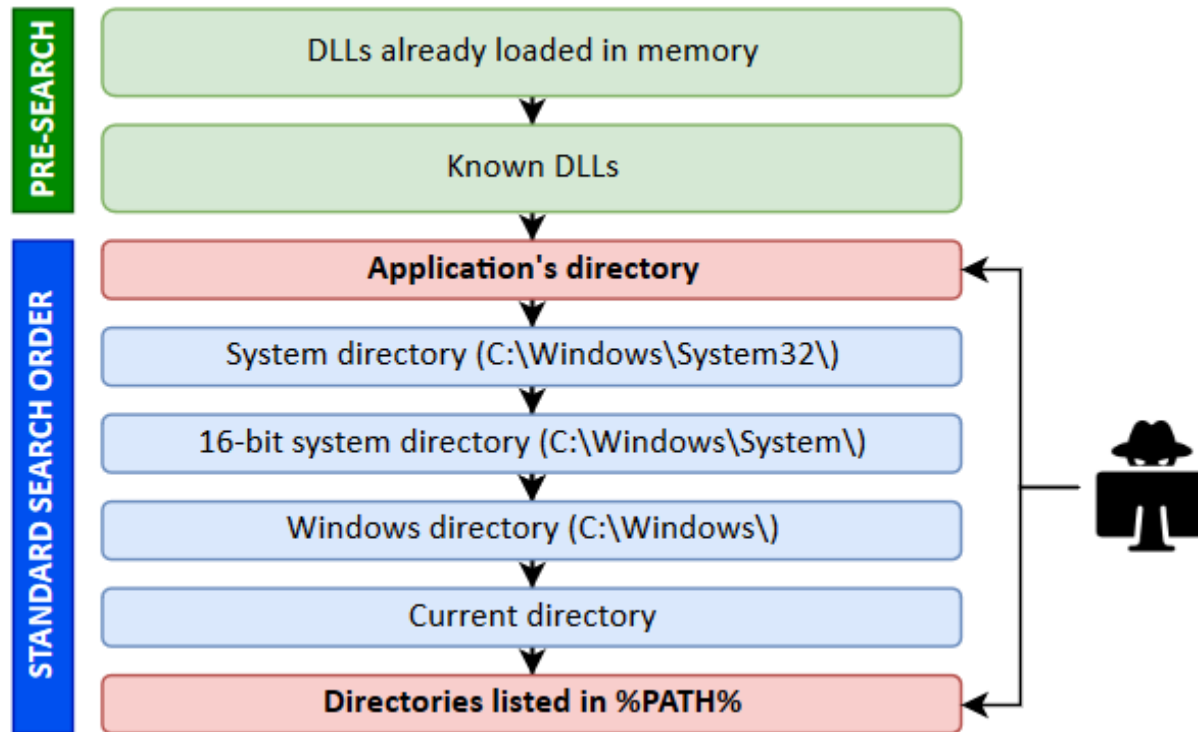 PRE-SEARCH
DLLs already loaded in memory
Known DLLs
STANDARD SEARCH ORDER
Application's directory
System directory (C:\Windows\System32\)
16-bit system directory (C:\Windows\System\)
Windows directory (C:\Windows\)
Current directory
Directories listed in %PATH%